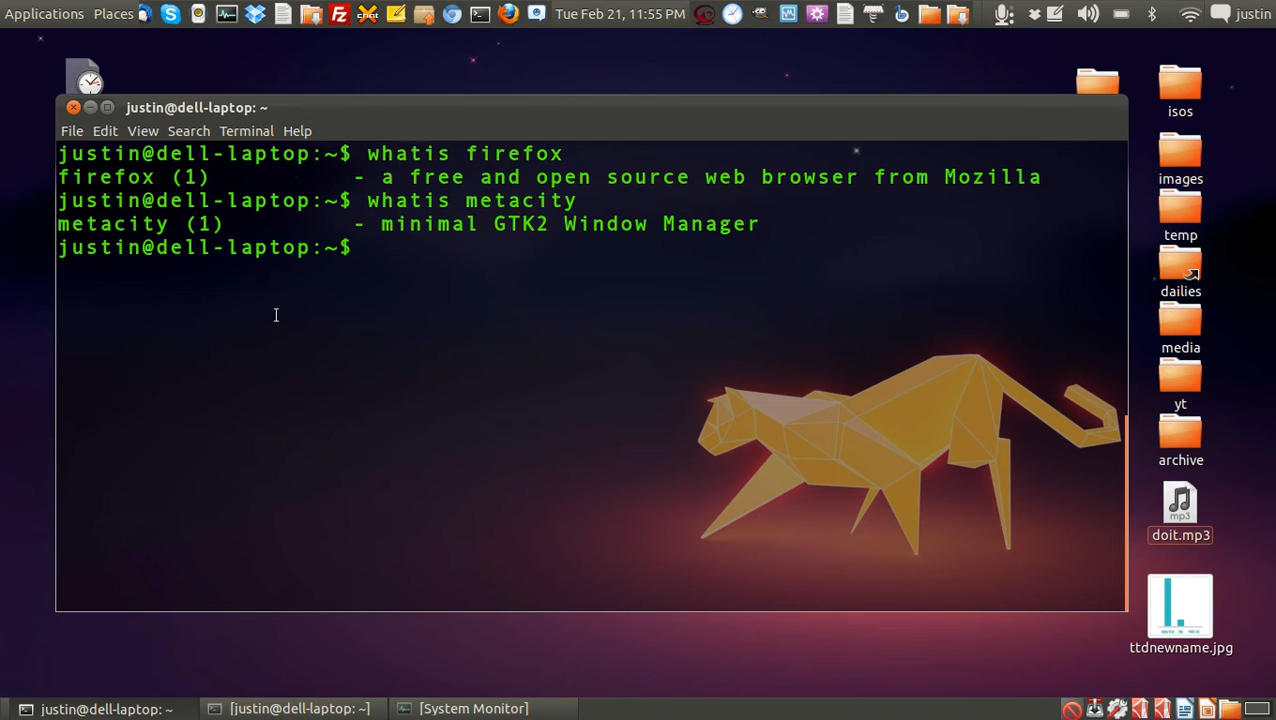 Applications Places Tue Feb 21, 11:55 PM justin
justin@dell-laptop: ~
File Edit View Search Terminal Help
justin@dell-laptop:~$ whatis firefox
firefox (1) - a free and open source web browser from Mozilla
justin@dell-laptop:~$ whatis metacity
metacity (1) - minimal GTK2 Window Manager
justin@dell-laptop:~$
isos
images
temp
dailies
media
yt
archive
mp3
doit.mp3
ttdnewname.jpg
justin@dell-laptop: ~ [justin@dell-laptop: ~] [System Monitor]